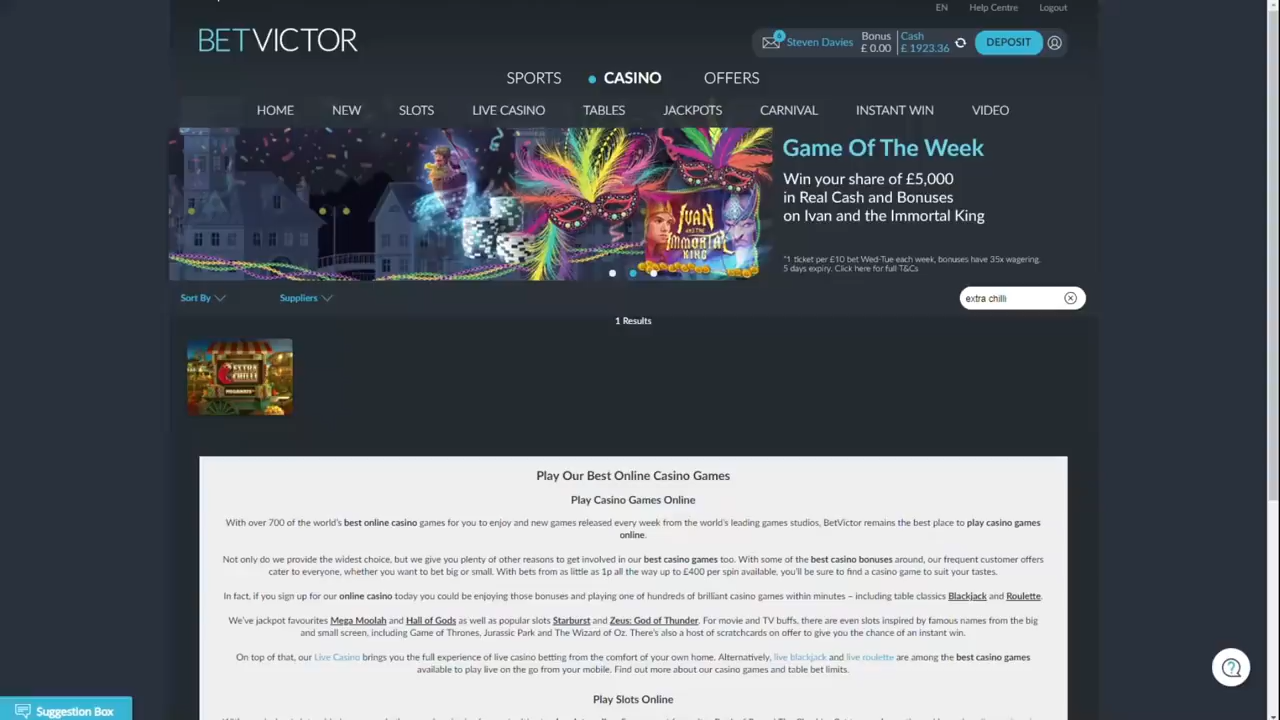 EN Help Centre Logout
BETVICTOR
6 Steven Davies Bonus £ 0.00 Cash £ 1923.36 DEPOSIT
SPORTS CASINO OFFERS
HOME NEW SLOTS LIVE CASINO TABLES JACKPOTS CARNIVAL INSTANT WIN VIDEO
IVAN
AND THE
IMMORTAL
KING
Game Of The Week
Win your share of £5,000
in Real Cash and Bonuses
on Ivan and the Immortal King
*1 ticket per £10 bet Wed-Tue each week, bonuses have 35x wagering.
5 days expiry. Click here for full T&Cs
Sort By Suppliers extra chilli
1 Results
EXTRA
CHILLI
MEGAWAYS
Play Our Best Online Casino Games
Play Casino Games Online
With over 700 of the world's best online casino games for you to enjoy and new games released every week from the world's leading games studios, BetVictor remains the best place to play casino games
online.
Not only do we provide the widest choice, but we give you plenty of other reasons to get involved in our best casino games too. With some of the best casino bonuses around, our frequent customer offers
cater to everyone, whether you want to bet big or small. With bets from as little as 1p all the way up to £400 per spin available, you'll be sure to find a casino game to suit your tastes.
In fact, if you sign up for our online casino today you could be enjoying those bonuses and playing one of hundreds of brilliant casino games within minutes – including table classics Blackjack and Roulette.
We've jackpot favourites Mega Moolah and Hall of Gods as well as popular slots Starburst and Zeus: God of Thunder. For movie and TV buffs, there are even slots inspired by famous names from the big
and small screen, including Game of Thrones, Jurassic Park and The Wizard of Oz. There's also a host of scratchcards on offer to give you the chance of an instant win.
On top of that, our Live Casino brings you the full experience of live casino betting from the comfort of your own home. Alternatively, live blackjack and live roulette are among the best casino games
available to play live on the go from your mobile. Find out more about our casino games and table bet limits.
Play Slots Online
Suggestion Box